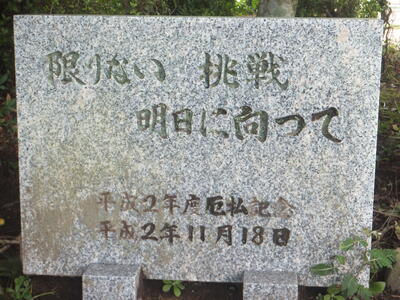 限りない 挑戦
明日に向って
平成2年度厄払記念
平成2年11月18日